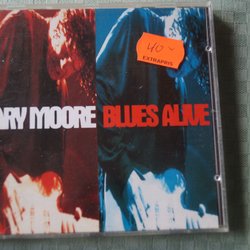 40:-
EXTRAPRIS
ARY MOORE BLUES ALIVE